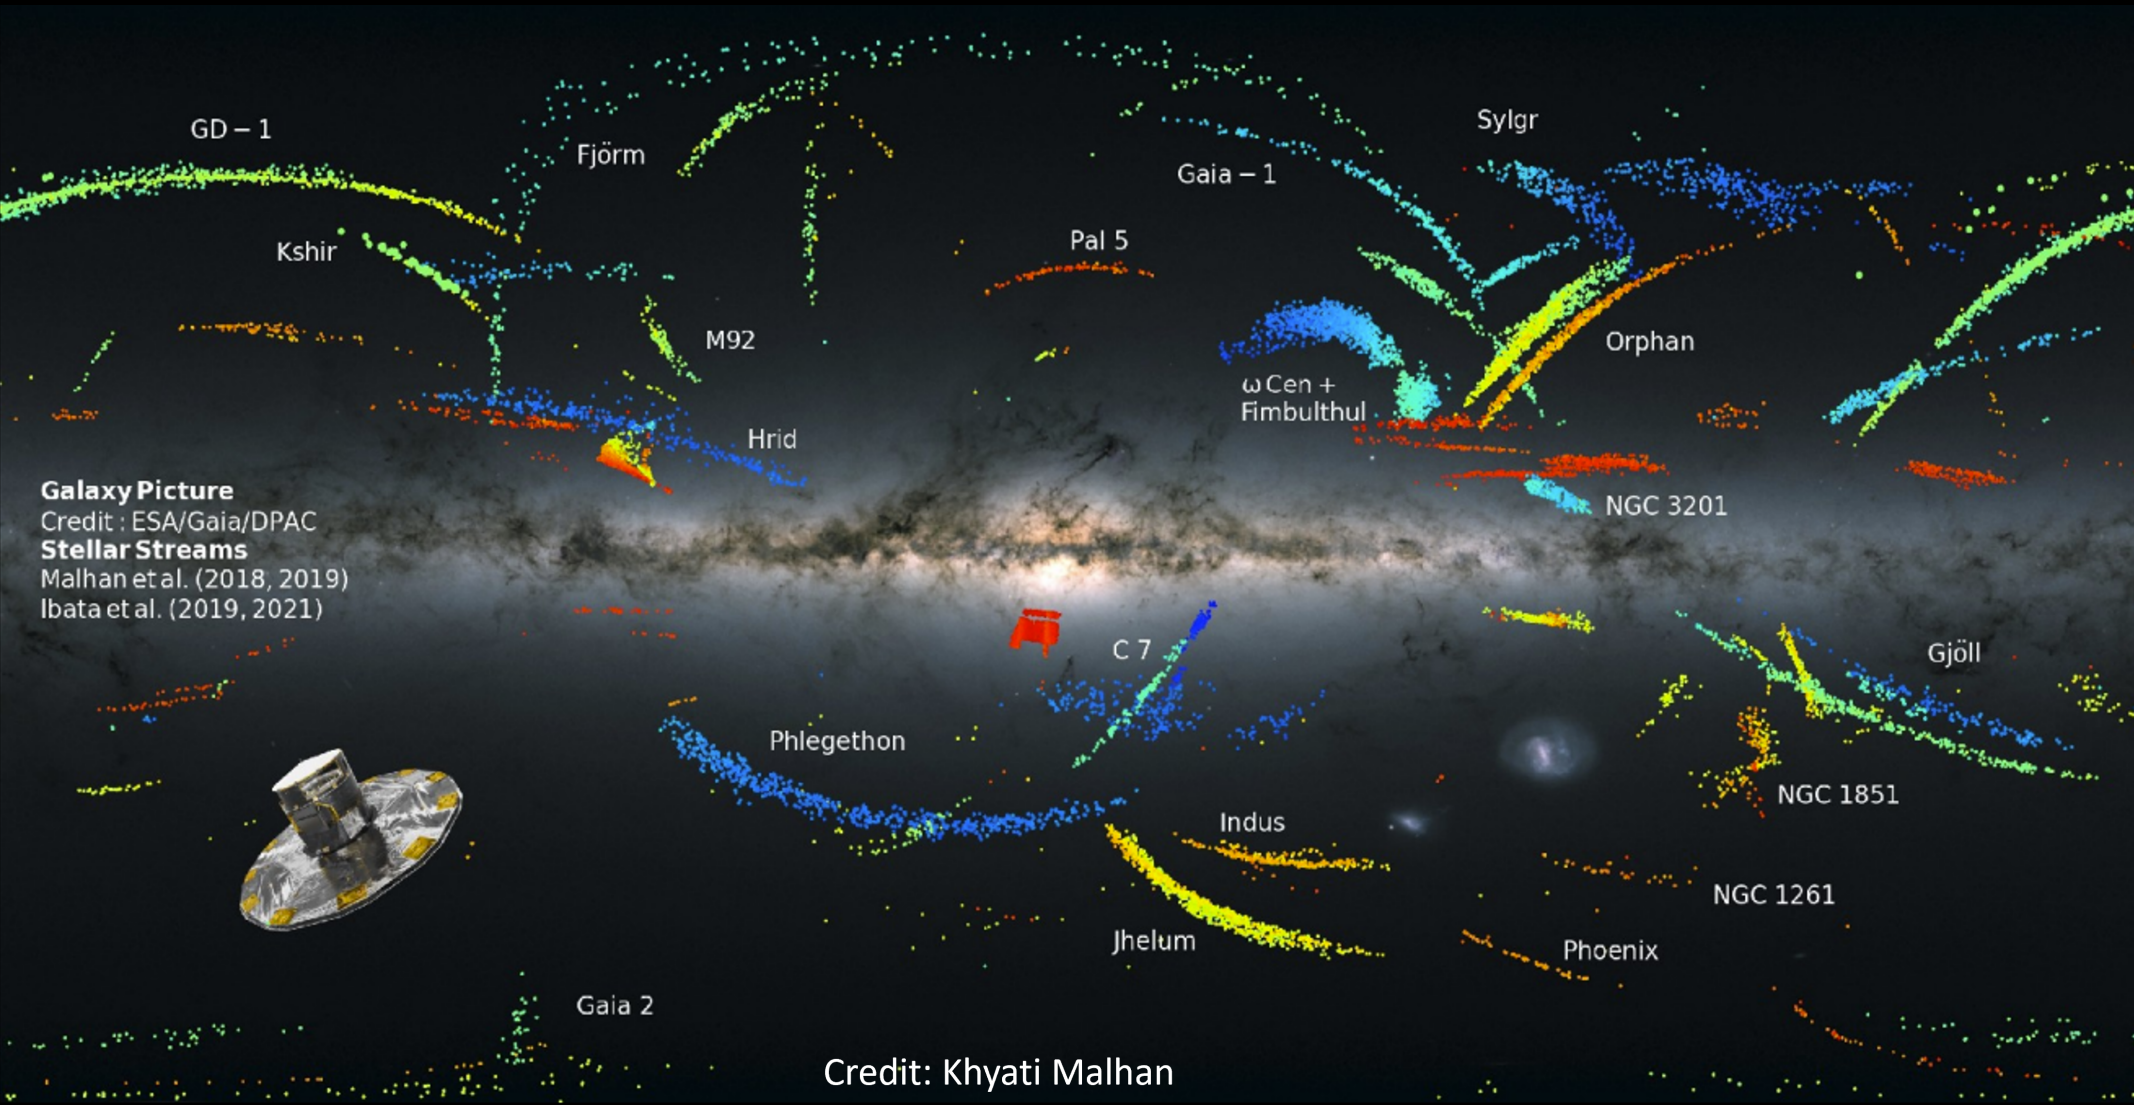 GD – 1
Fjörm
Sylgr
Gaia – 1
Kshir
Pal 5
M92
Orphan
ω Cen +
Fimbulthul
Hrid
NGC 3201
Galaxy Picture
Credit : ESA/Gaia/DPAC
Stellar Streams
Malhan et al. (2018, 2019)
Ibata et al. (2019, 2021)
C 7
Gjöll
Phlegethon
NGC 1851
Indus
NGC 1261
Jhelum
Phoenix
Gaia 2
Credit: Khyati Malhan